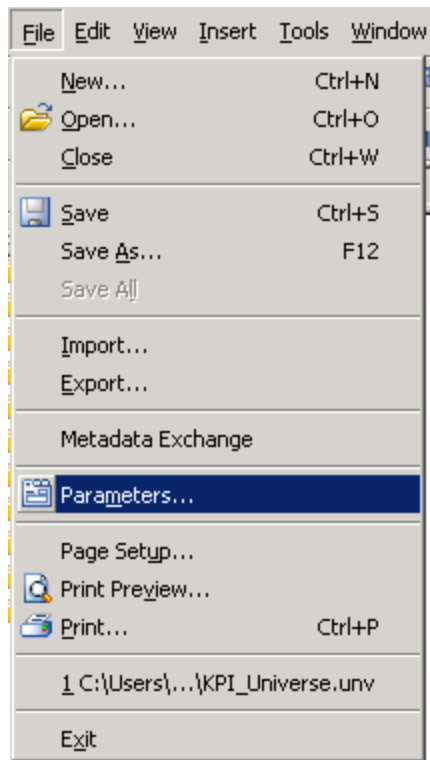 File Edit View Insert Tools Window
New... Ctrl+N
Open... Ctrl+O
Close Ctrl+W
Save Ctrl+S
Save As... F12
Save All
Import...
Export...
Metadata Exchange
Parameters...
Page Setup...
Print Preview...
Print... Ctrl+P
1 C:\Users\...\KPI_Universe.unv
Exit